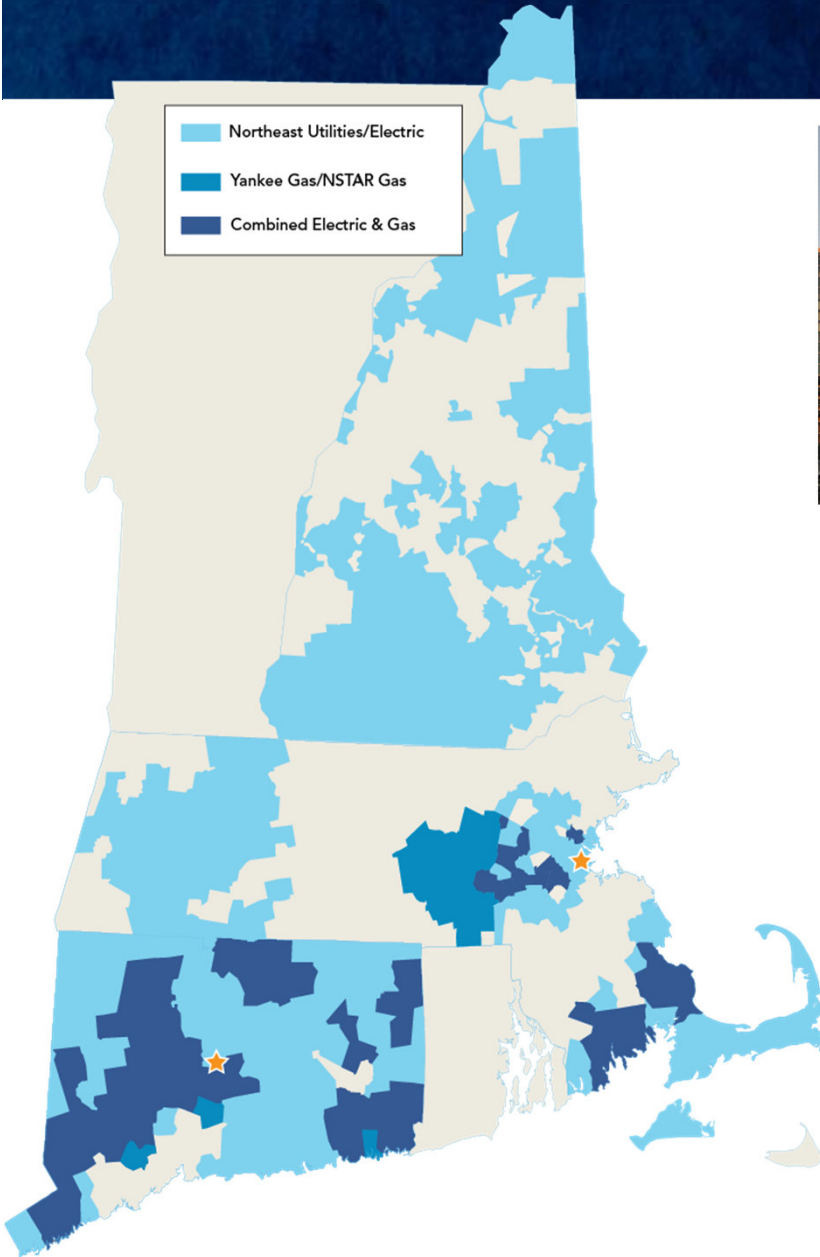 Northeast Utilities/Electric
Yankee Gas/NSTAR Gas
Combined Electric & Gas